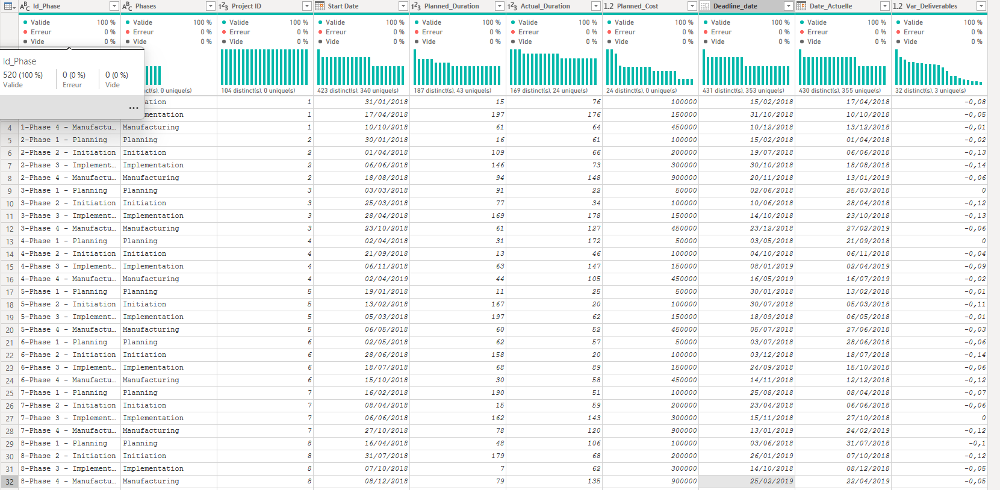 ABC Id_Phase ABC Phases 123 Project ID Start Date 123 Planned_Duration 123 Actual_Duration 1.2 Planned_Cost Deadline_date Date_Actuelle 1.2 Var_Deliverables
Valide 100 % Valide 100 % Valide 100 % Valide 100 % Valide 100 % Valide 100 % Valide 100 % Valide 100 % Valide 100 % Valide 100 %
Erreur 0 % Erreur 0 % Erreur 0 % Erreur 0 % Erreur 0 % Erreur 0 % Erreur 0 % Erreur 0 % Erreur 0 % Erreur 0 %
Vide 0 % Vide 0 % Vide 0 % Vide 0 % Vide 0 % Vide 0 % Vide 0 % Vide 0 % Vide 0 % Vide 0 %
Id_Phase
520 (100 %) 0 (0 %) 0 (0 %)
Valide Erreur Vide
ct(s), 0 unique(s) 104 distinct(s), 0 unique(s) 423 distinct(s), 340 unique(s) 187 distinct(s), 43 unique(s) 169 distinct(s), 24 unique(s) 24 distinct(s), 0 unique(s) 431 distinct(s), 353 unique(s) 430 distinct(s), 355 unique(s) 32 distinct(s), 3 unique(s)
ation 1 31/01/2018 15 76 100000 15/02/2018 17/04/2018 -0,08
mentation 1 17/04/2018 197 176 150000 31/10/2018 10/10/2018 -0,05
4 1-Phase 4 - Manufactu... Manufacturing 1 10/10/2018 61 64 450000 10/12/2018 13/12/2018 -0,01
5 2-Phase 1 - Planning Planning 2 30/01/2018 16 61 100000 15/02/2018 01/04/2018 -0,02
6 2-Phase 2 - Initiation Initiation 2 01/04/2018 109 66 200000 19/07/2018 06/06/2018 -0,13
7 2-Phase 3 - Implement... Implementation 2 06/06/2018 146 73 300000 30/10/2018 18/08/2018 -0,14
8 2-Phase 4 - Manufactu... Manufacturing 2 18/08/2018 94 148 900000 20/11/2018 13/01/2019 -0,06
9 3-Phase 1 - Planning Planning 3 03/03/2018 91 22 50000 02/06/2018 25/03/2018 0
10 3-Phase 2 - Initiation Initiation 3 25/03/2018 77 34 100000 10/06/2018 28/04/2018 -0,12
11 3-Phase 3 - Implement... Implementation 3 28/04/2018 169 178 150000 14/10/2018 23/10/2018 -0,13
12 3-Phase 4 - Manufactu... Manufacturing 3 23/10/2018 61 127 450000 23/12/2018 27/02/2019 -0,06
13 4-Phase 1 - Planning Planning 4 02/04/2018 31 172 50000 03/05/2018 21/09/2018 0
14 4-Phase 2 - Initiation Initiation 4 21/09/2018 13 46 100000 04/10/2018 06/11/2018 -0,04
15 4-Phase 3 - Implement... Implementation 4 06/11/2018 63 147 150000 08/01/2019 02/04/2019 -0,09
16 4-Phase 4 - Manufactu... Manufacturing 4 02/04/2019 44 105 450000 16/05/2019 16/07/2019 -0,02
17 5-Phase 1 - Planning Planning 5 19/01/2018 11 25 50000 30/01/2018 13/02/2018 -0,01
18 5-Phase 2 - Initiation Initiation 5 13/02/2018 167 20 100000 30/07/2018 05/03/2018 -0,11
19 5-Phase 3 - Implement... Implementation 5 05/03/2018 197 62 150000 18/09/2018 06/05/2018 -0,01
20 5-Phase 4 - Manufactu... Manufacturing 5 06/05/2018 60 52 450000 05/07/2018 27/06/2018 -0,03
21 6-Phase 1 - Planning Planning 6 02/05/2018 62 57 50000 03/07/2018 28/06/2018 -0,06
22 6-Phase 2 - Initiation Initiation 6 28/06/2018 158 20 100000 03/12/2018 18/07/2018 -0,14
23 6-Phase 3 - Implement... Implementation 6 18/07/2018 68 89 150000 24/09/2018 15/10/2018 -0,06
24 6-Phase 4 - Manufactu... Manufacturing 6 15/10/2018 30 58 450000 14/11/2018 12/12/2018 -0,12
25 7-Phase 1 - Planning Planning 7 16/02/2018 190 51 100000 25/08/2018 08/04/2018 -0,07
26 7-Phase 2 - Initiation Initiation 7 08/04/2018 15 59 200000 23/04/2018 06/06/2018 -0,06
27 7-Phase 3 - Implement... Implementation 7 06/06/2018 162 143 300000 15/11/2018 27/10/2018 0
28 7-Phase 4 - Manufactu... Manufacturing 7 27/10/2018 78 120 900000 13/01/2019 24/02/2019 -0,12
29 8-Phase 1 - Planning Planning 8 16/04/2018 48 106 100000 03/06/2018 31/07/2018 -0,1
30 8-Phase 2 - Initiation Initiation 8 31/07/2018 179 68 200000 26/01/2019 07/10/2018 -0,12
31 8-Phase 3 - Implement... Implementation 8 07/10/2018 7 62 300000 14/10/2018 08/12/2018 -0,05
32 8-Phase 4 - Manufactu... Manufacturing 8 08/12/2018 79 135 900000 25/02/2019 22/04/2019 -0,05